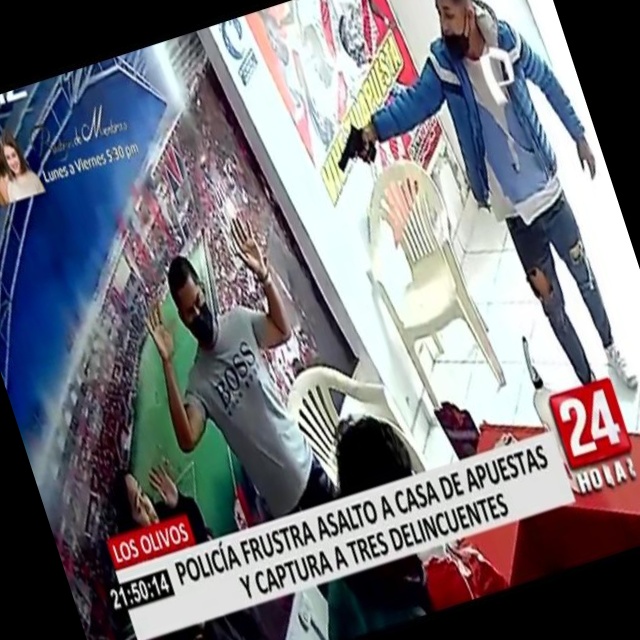 Lunes a Viernes 5:30 pm
BOSS
24
HORAS
LOS OLIVOS
21:50:14
POLICÍA FRUSTRA ASALTO A CASA DE APUESTAS
Y CAPTURA A TRES DELINCUENTES